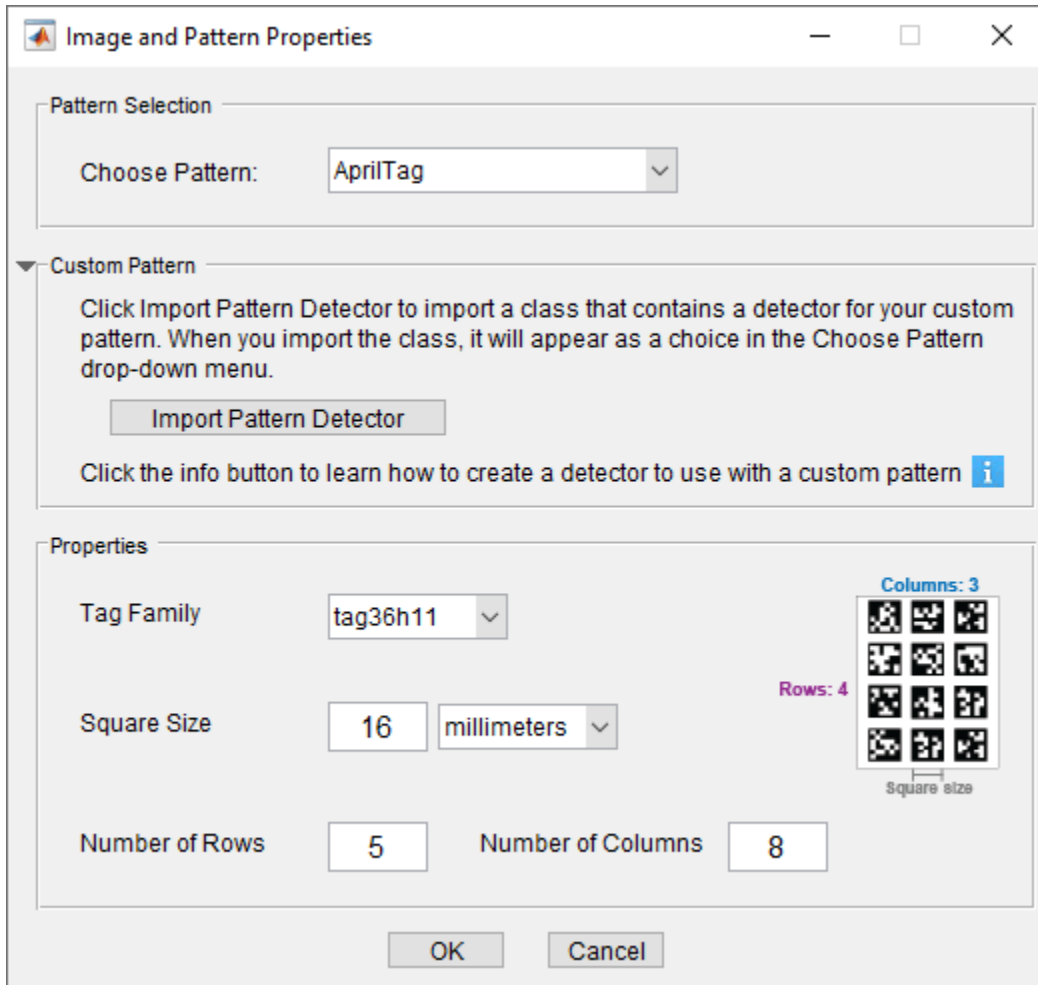 Image and Pattern Properties
Pattern Selection
Choose Pattern: AprilTag
Custom Pattern
Click Import Pattern Detector to import a class that contains a detector for your custom
pattern. When you import the class, it will appear as a choice in the Choose Pattern
drop-down menu.
Import Pattern Detector
Click the info button to learn how to create a detector to use with a custom pattern i
Properties
Columns: 3
Tag Family tag36h11
Rows: 4
Square Size 16 millimeters
Square size
Number of Rows 5 Number of Columns 8
OK Cancel